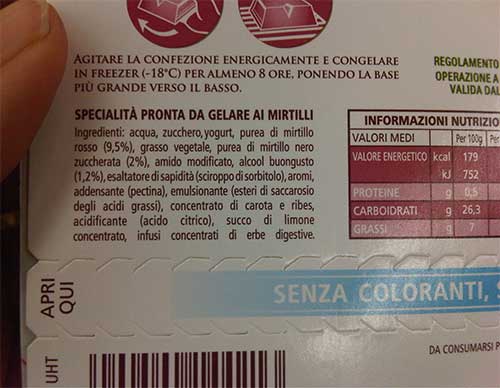 AGITARE LA CONFEZIONE ENERGICAMENTE E CONGELARE
IN FREEZER (-18°C) PER ALMENO 8 ORE, PONENDO LA BASE
PIÙ GRANDE VERSO IL BASSO.
REGOLAMENTO
OPERAZIONE A
VALIDA DAL
SPECIALITÀ PRONTA DA GELARE AI MIRTILLI
Ingredienti: acqua, zucchero, yogurt, purea di mirtillo
rosso (9,5%), grasso vegetale, purea di mirtillo nero
zuccherata (2%), amido modificato, alcool buongusto
(1,2%), esaltatore di sapidità (sciroppo di sorbitolo), aromi,
addensante (pectina), emulsionante (esteri di saccarosio
degli acidi grassi), concentrato di carota e ribes,
acidificante (acido citrico), succo di limone
concentrato, infusi concentrati di erbe digestive.
INFORMAZIONI NUTRIZIO
VALORI MEDI Per 100g Per
VALORE ENERGETICO kcal 179
kJ 752
PROTEINE g 0,5
CARBOIDRATI g 26,3
GRASSI g 7
APRI
QUI
SENZA COLORANTI, S
UHT
DA CONSUMARSI P